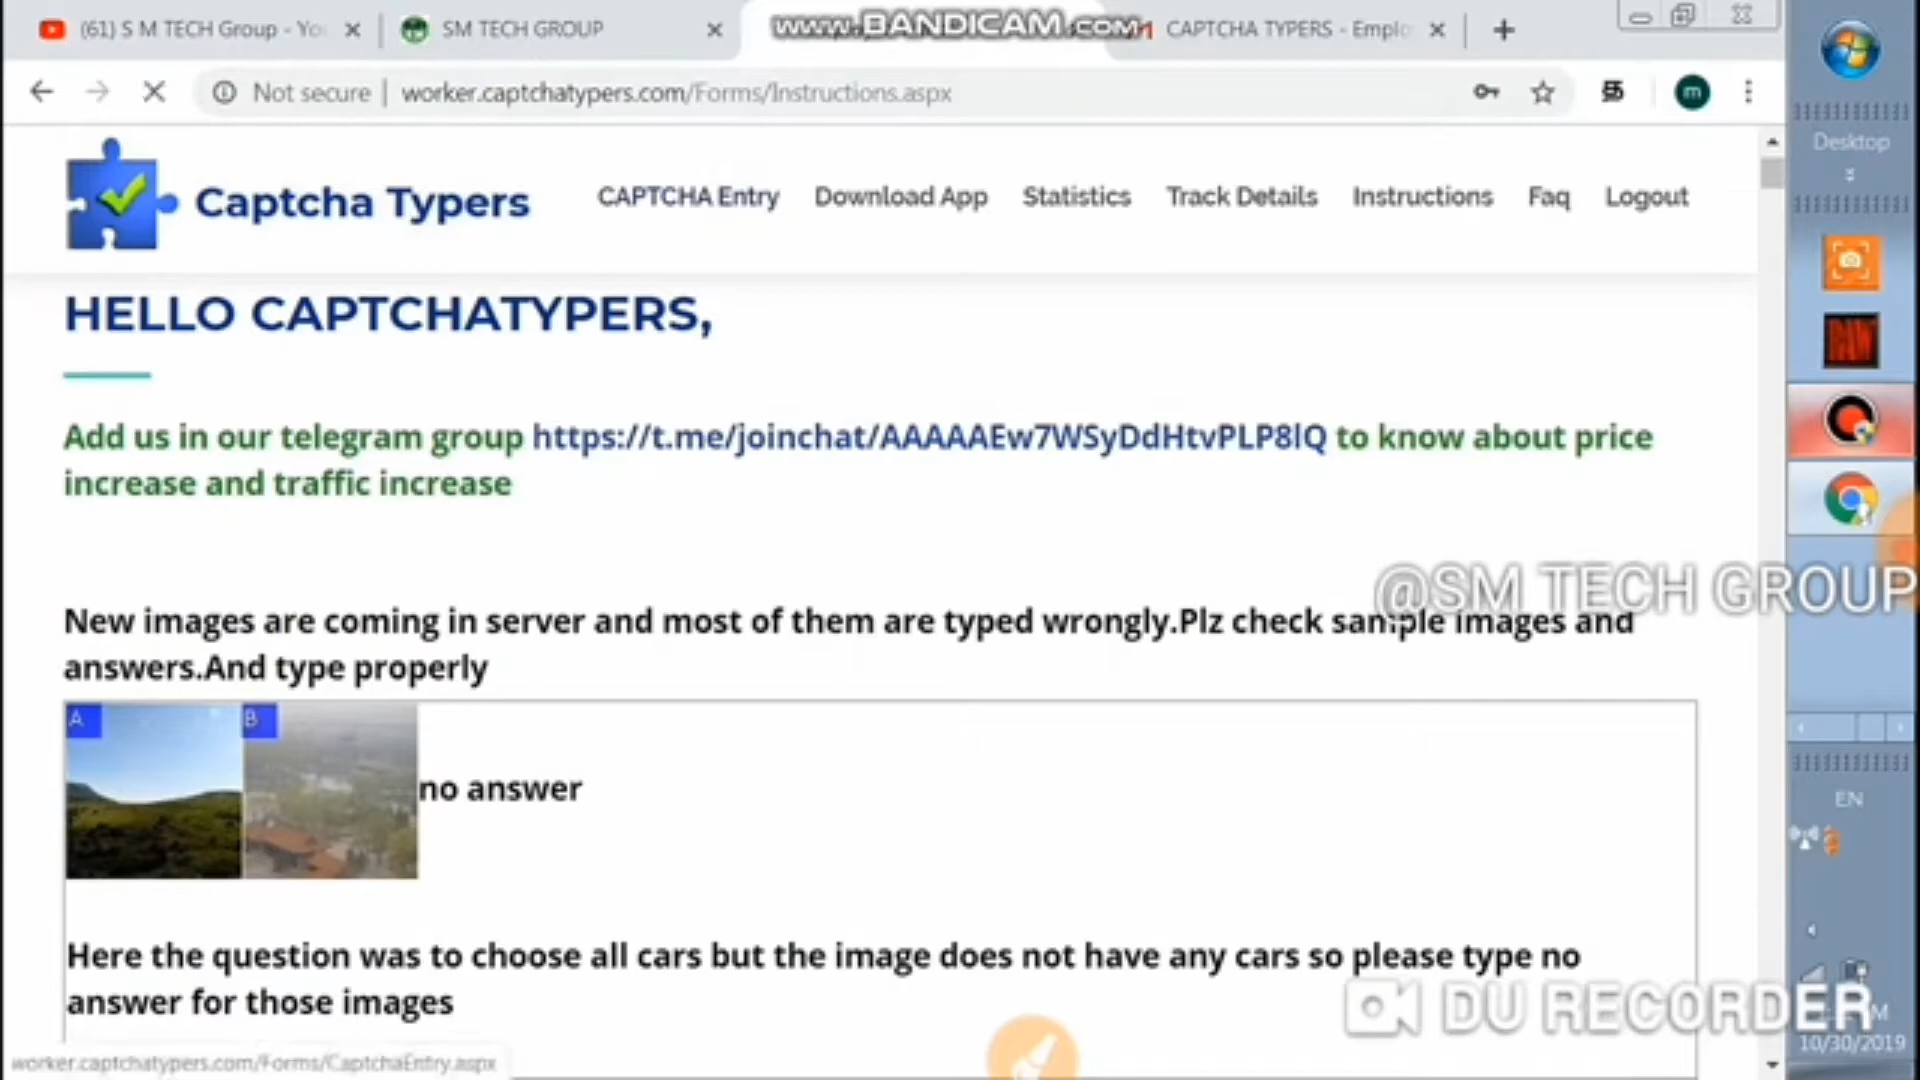 (61) S M TECH Group - Yo
SM TECH GROUP
www.BANDICAM.com
CAPTCHA TYPERS - Emplo
Not secure
worker.captchatypers.com/Forms/Instructions.aspx
m
Desktop
Captcha Typers
CAPTCHA Entry
Download App
Statistics
Track Details
Instructions
Faq
Logout
HELLO CAPTCHATYPERS,
Add us in our telegram group https://t.me/joinchat/AAAAAEw7WSyDdHtvPLP8lQ to know about price
increase and traffic increase
@SM TECH GROUP
New images are coming in server and most of them are typed wrongly.Plz check sample images and
answers.And type properly
A
B
no answer
EN
Here the question was to choose all cars but the image does not have any cars so please type no
answer for those images
DU RECORDER
10/30/2019
worker.captchatypers.com/Forms/CaptchaEntry.aspx